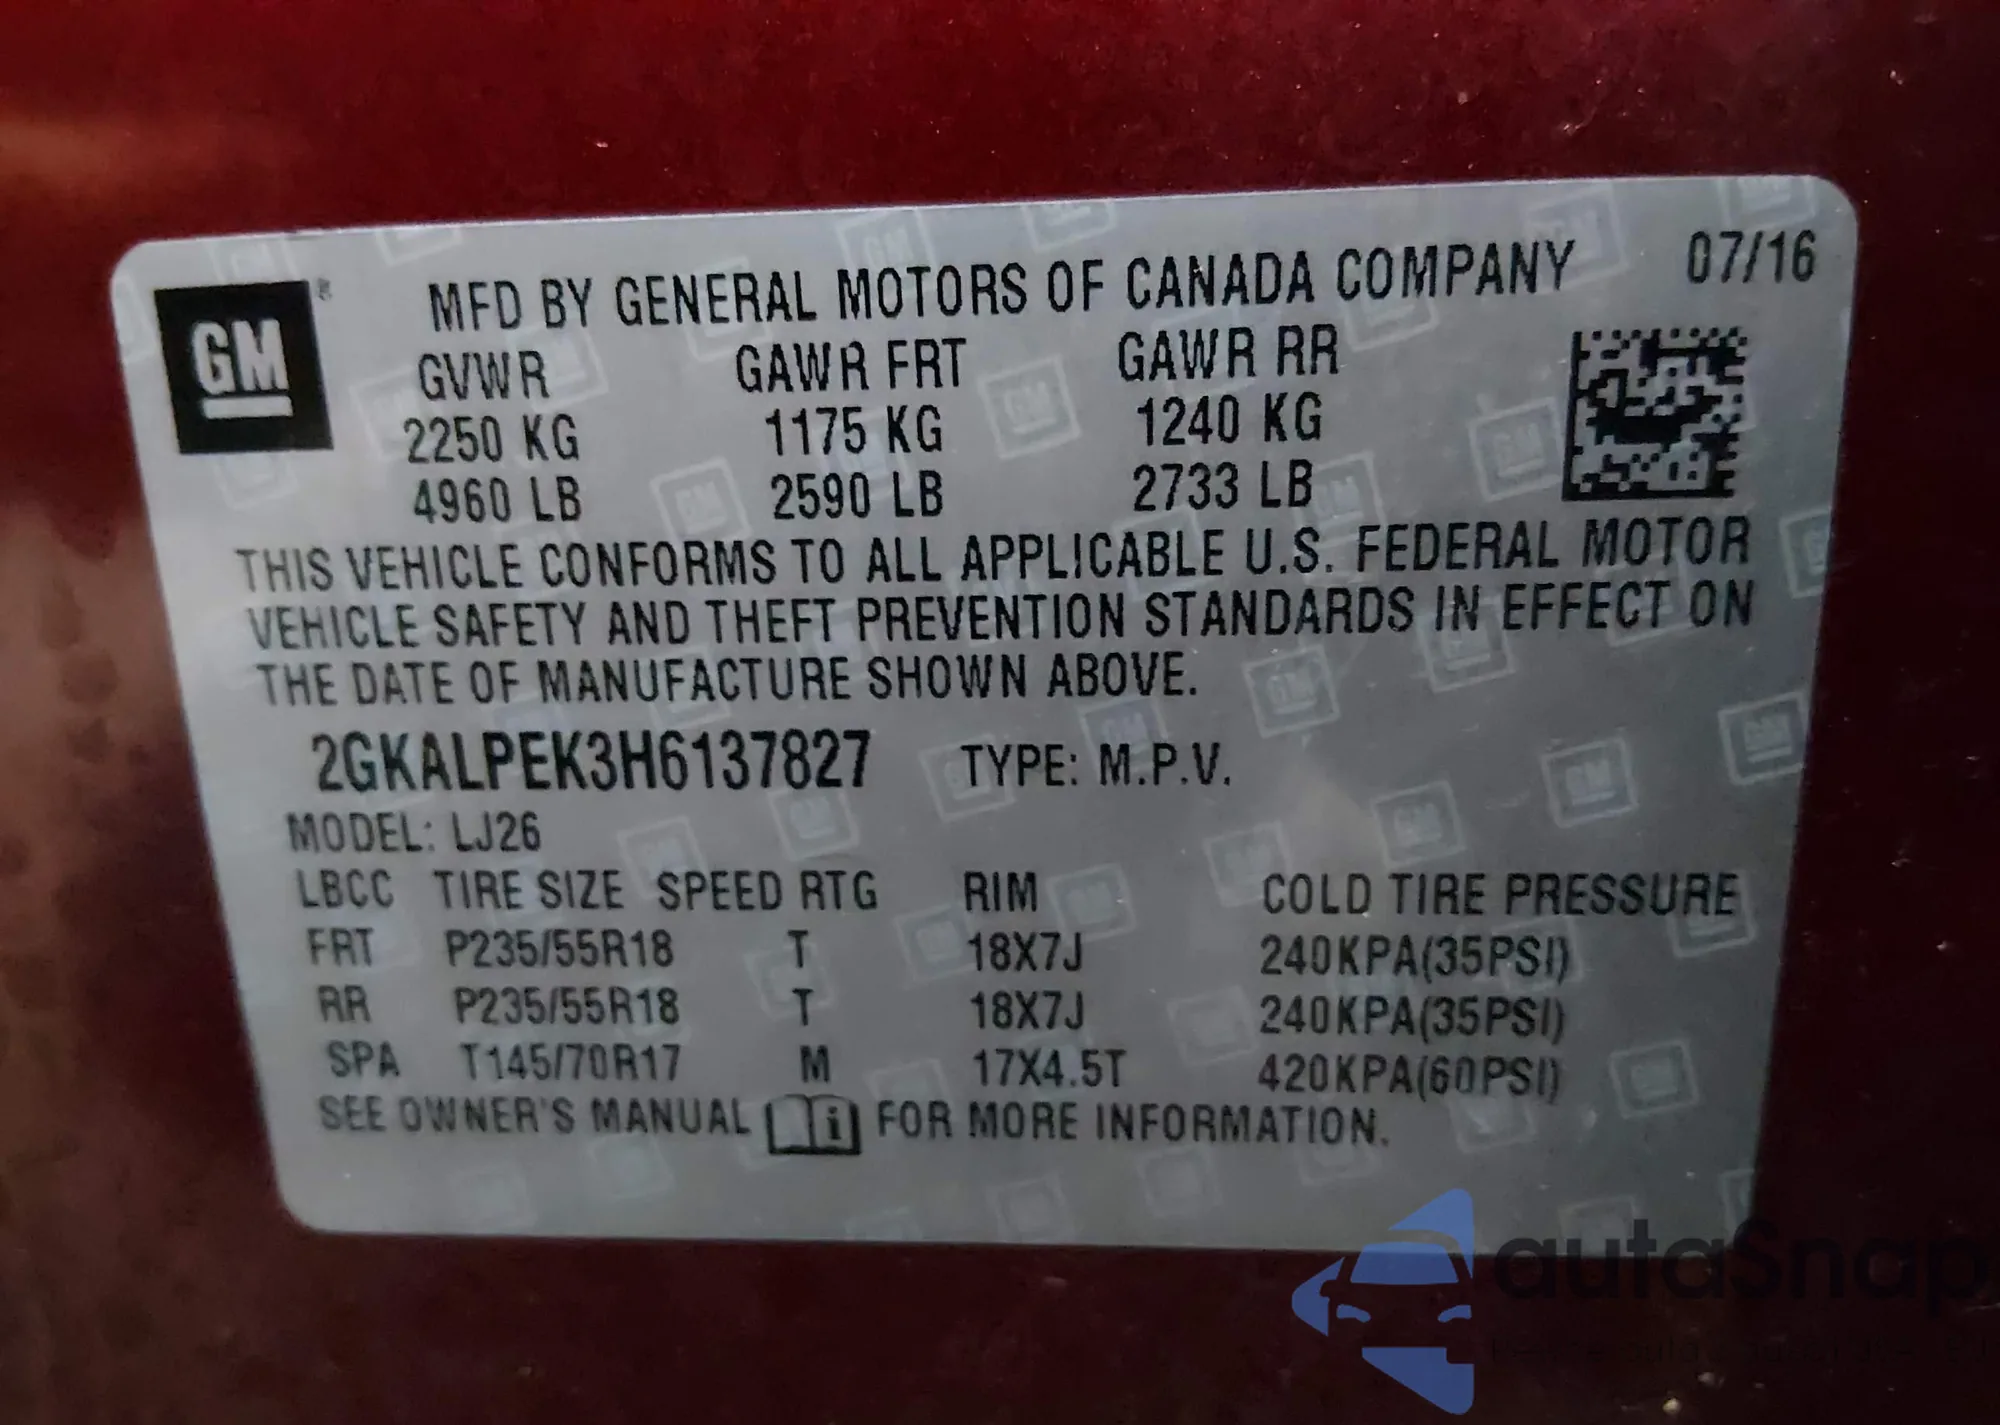 GM ®
MFD BY GENERAL MOTORS OF CANADA COMPANY 07/16
GVWR GAWR FRT GAWR RR
2250 KG 1175 KG 1240 KG
4960 LB 2590 LB 2733 LB
THIS VEHICLE CONFORMS TO ALL APPLICABLE U.S. FEDERAL MOTOR
VEHICLE SAFETY AND THEFT PREVENTION STANDARDS IN EFFECT ON
THE DATE OF MANUFACTURE SHOWN ABOVE.
2GKALPEK3H6137827 TYPE: M.P.V.
MODEL: LJ26
LBCC TIRE SIZE SPEED RTG RIM COLD TIRE PRESSURE
FRT P235/55R18 T 18X7J 240KPA(35PSI)
RR P235/55R18 T 18X7J 240KPA(35PSI)
SPA T145/70R17 M 17X4.5T 420KPA(60PSI)
SEE OWNER'S MANUAL i FOR MORE INFORMATION.
autaSnap